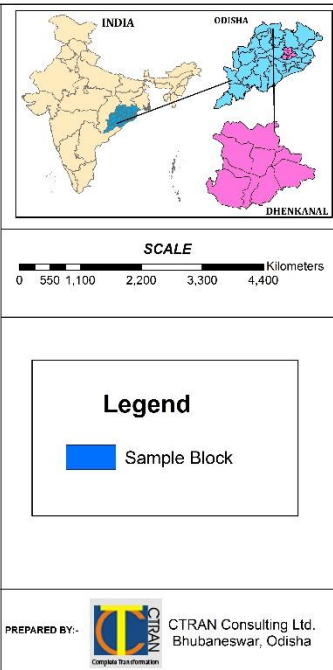 INDIA
ODISHA
DHENKANAL
SCALE
Kilometers
0 550 1,100 2,200 3,300 4,400
Legend
Sample Block
PREPARED BY:-
CTRAN
Complete Transformation
CTRAN Consulting Ltd.
Bhubaneswar, Odisha